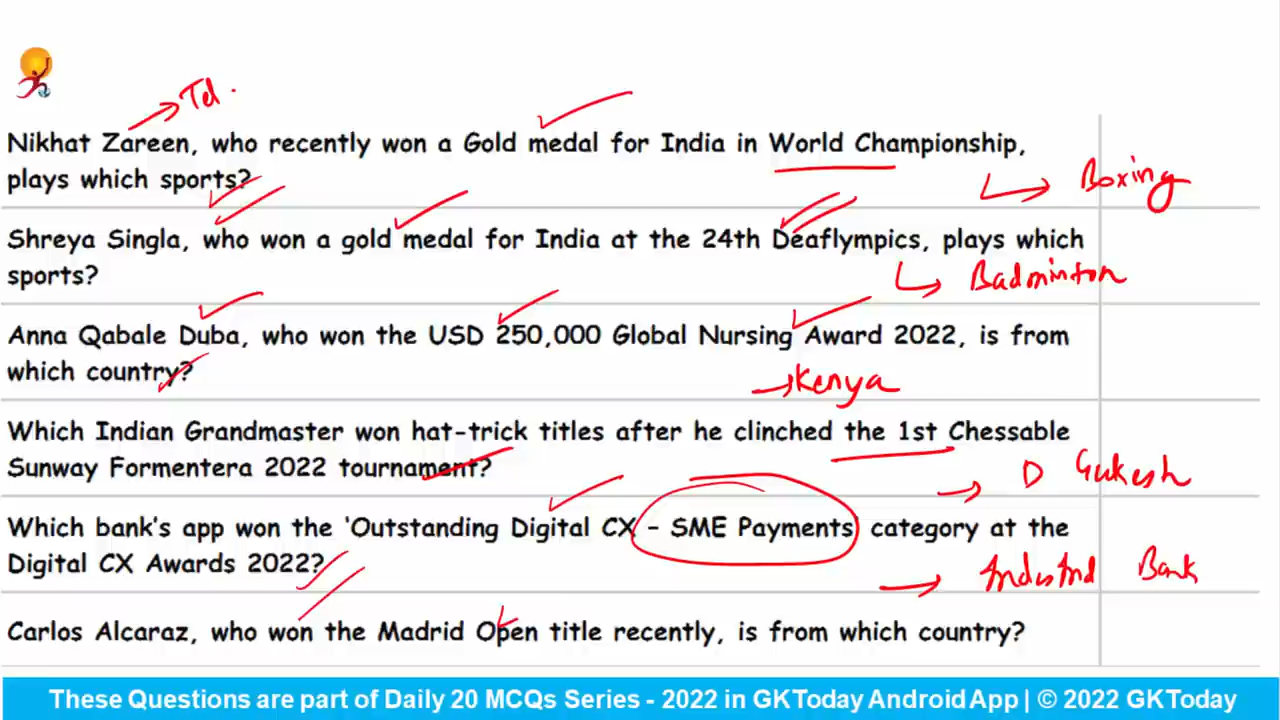 → Tel.
Nikhat Zareen, who recently won a Gold medal for India in World Championship,
plays which sports?
→ Boxing
Shreya Singla, who won a gold medal for India at the 24th Deaflympics, plays which
sports?
→ Badminton
Anna Qabale Duba, who won the USD 250,000 Global Nursing Award 2022, is from
which country?
→ Kenya
Which Indian Grandmaster won hat-trick titles after he clinched the 1st Chessable
Sunway Formentera 2022 tournament?
→ D Gukesh
Which bank's app won the 'Outstanding Digital CX – SME Payments' category at the
Digital CX Awards 2022?
→ IndusInd Bank
Carlos Alcaraz, who won the Madrid Open title recently, is from which country?
These Questions are part of Daily 20 MCQs Series - 2022 in GKToday Android App | © 2022 GKToday